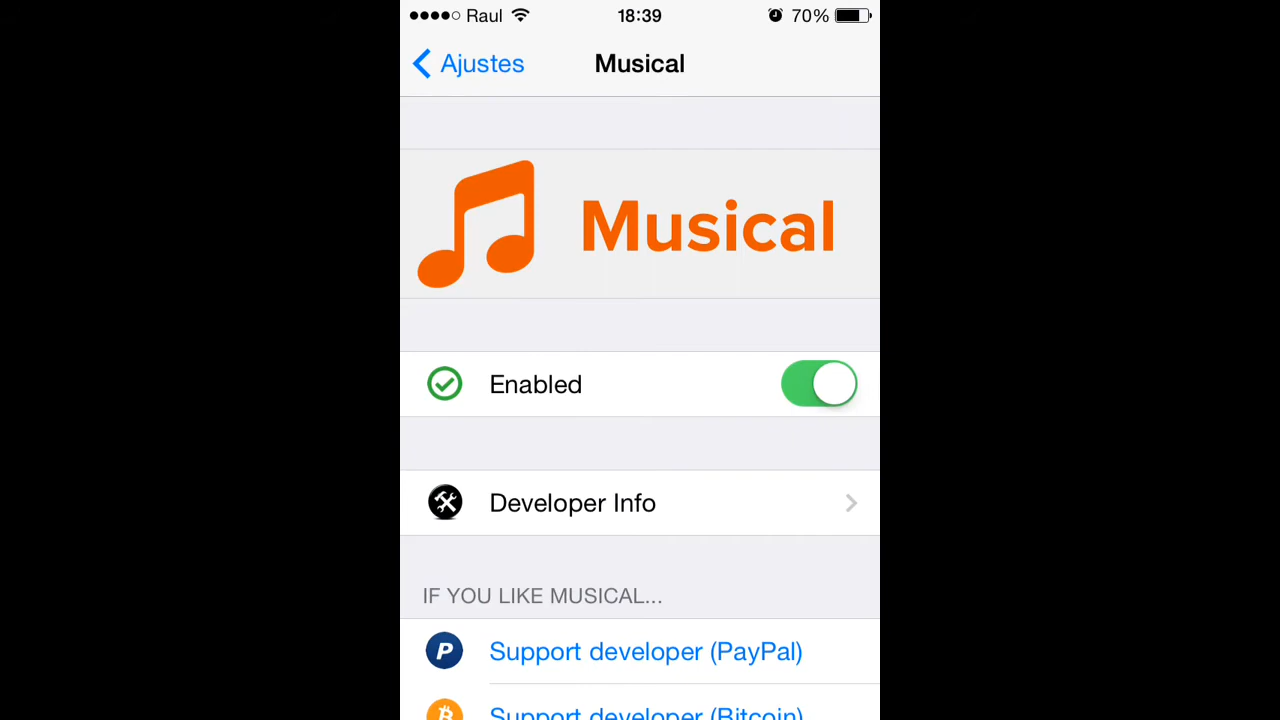 Raul 18:39 70%
Ajustes Musical
Musical
Enabled
Developer Info
IF YOU LIKE MUSICAL...
Support developer (PayPal)
Support developer (Bitcoin)